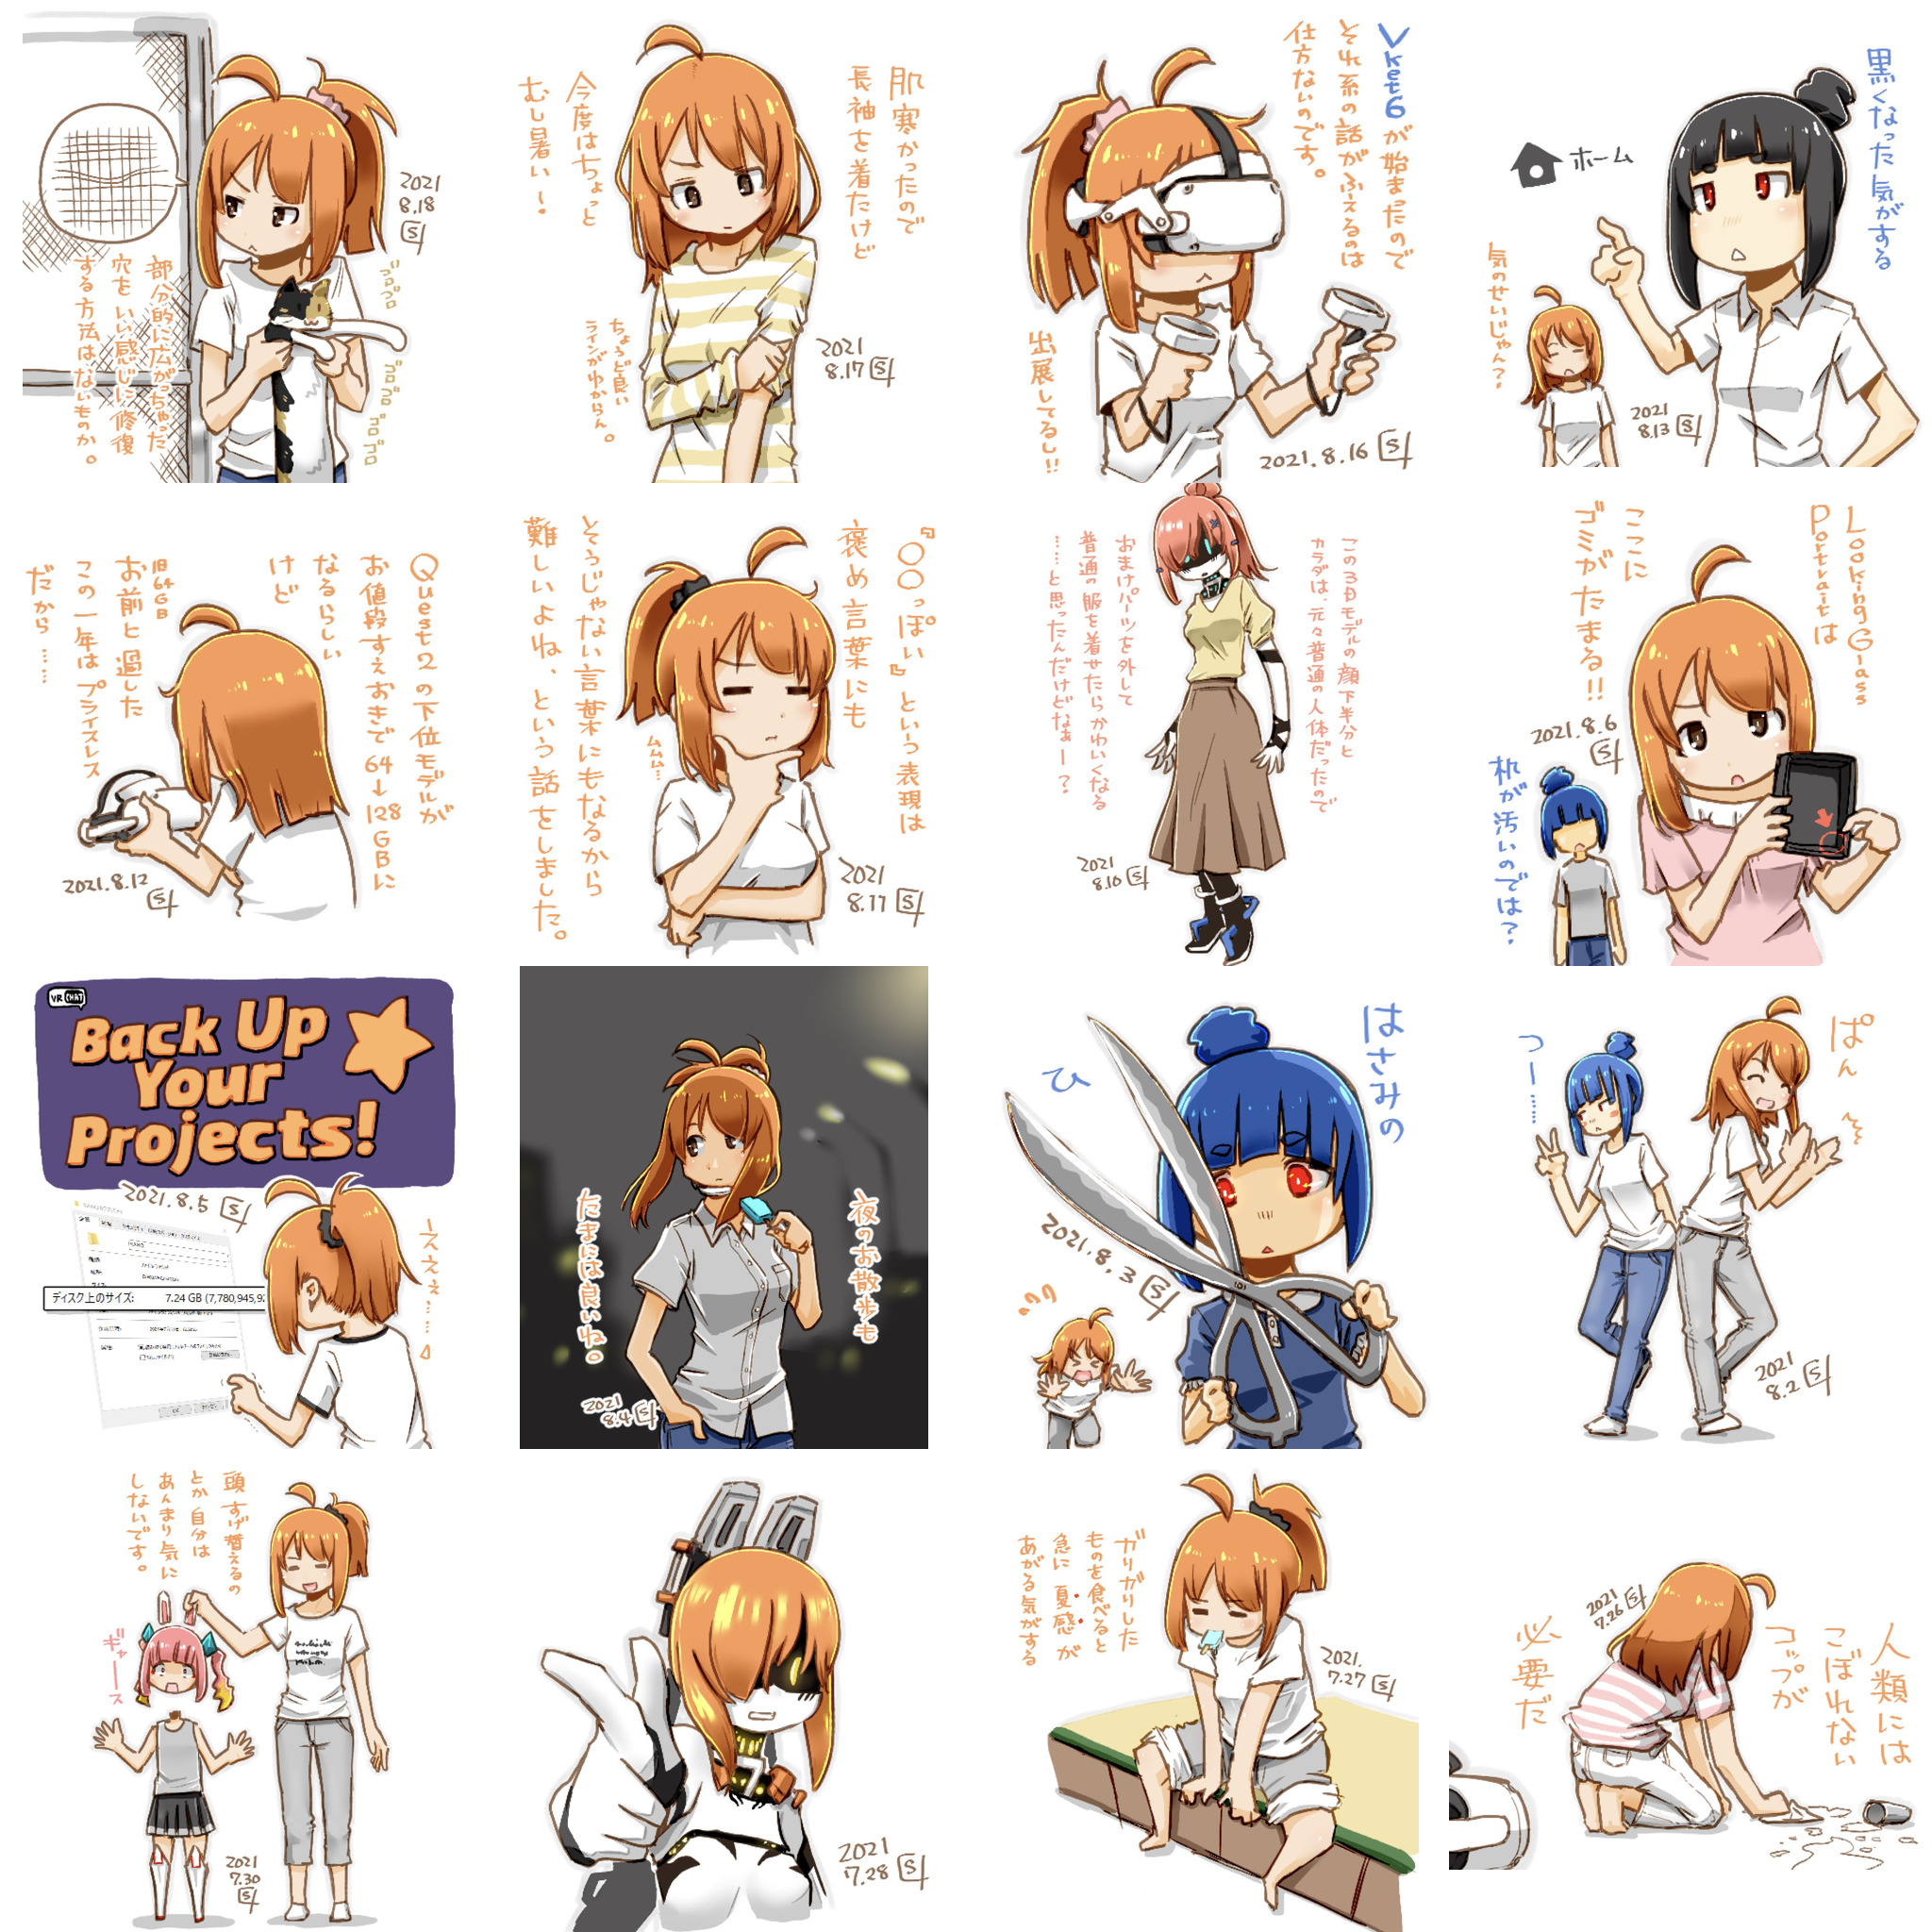 部分的に広がっちゃった
穴をいい感じに修復
する方法はないものか。
ゴロゴロ
ゴロゴロ
ゴロゴロ
2021
8.18
肌寒かったので
長袖を着たけど
今度はちょっと
むし暑い!
ちょうど良い
ラインがわからん。
2021
8.17
Vket6が始まったので
それ系の話がふえるのは
仕方ないのです。
出展してるし!!
2021.8.16
黒くなった気がする
ホーム
気のせいじゃん?
2021
8.13
Quest2の下位モデルが
お値段すえおきで64→128GBに
なるらしい
けど
旧64GB
お前と過した
この一年はプライスレス
だから……
2021.8.12
『〇〇っぽい』という表現は
褒め言葉にも
そうじゃない言葉にもなるから
難しいよね、という話をしました。
ムムム…
2021
8.11
この3Dモデルの顔下半分と
カラダは、元々普通の人体だったので
おまけパーツを外して
普通の服を着せたらかわいくなる
……と思ったんだけどなぁー?
2021
8.10
LookingGlass
Portraitは
ここに
ゴミがたまる!!
2021.8.6
机が汚いのでは?
VRCHAT
Back Up
Your
Projects!
2021.8.5
ディスク上のサイズ: 7.24 GB (7,780,945,92
ーえええ……。
夜のお散歩も
たまには良いね。
2021
8.4
はさみの
ひ
2021.8.3
ぱん
つー……
2021
8.2
頭すげ替えるの
とか自分は
あんまり気に
しないです。
ギャース
2021
7.30
7
2021
7.28
ガリガリした
ものを食べると
急に夏感が
あがる気がする
2021.
7.27
人類には
こぼれない
コップが
必要だ
2021
7.26